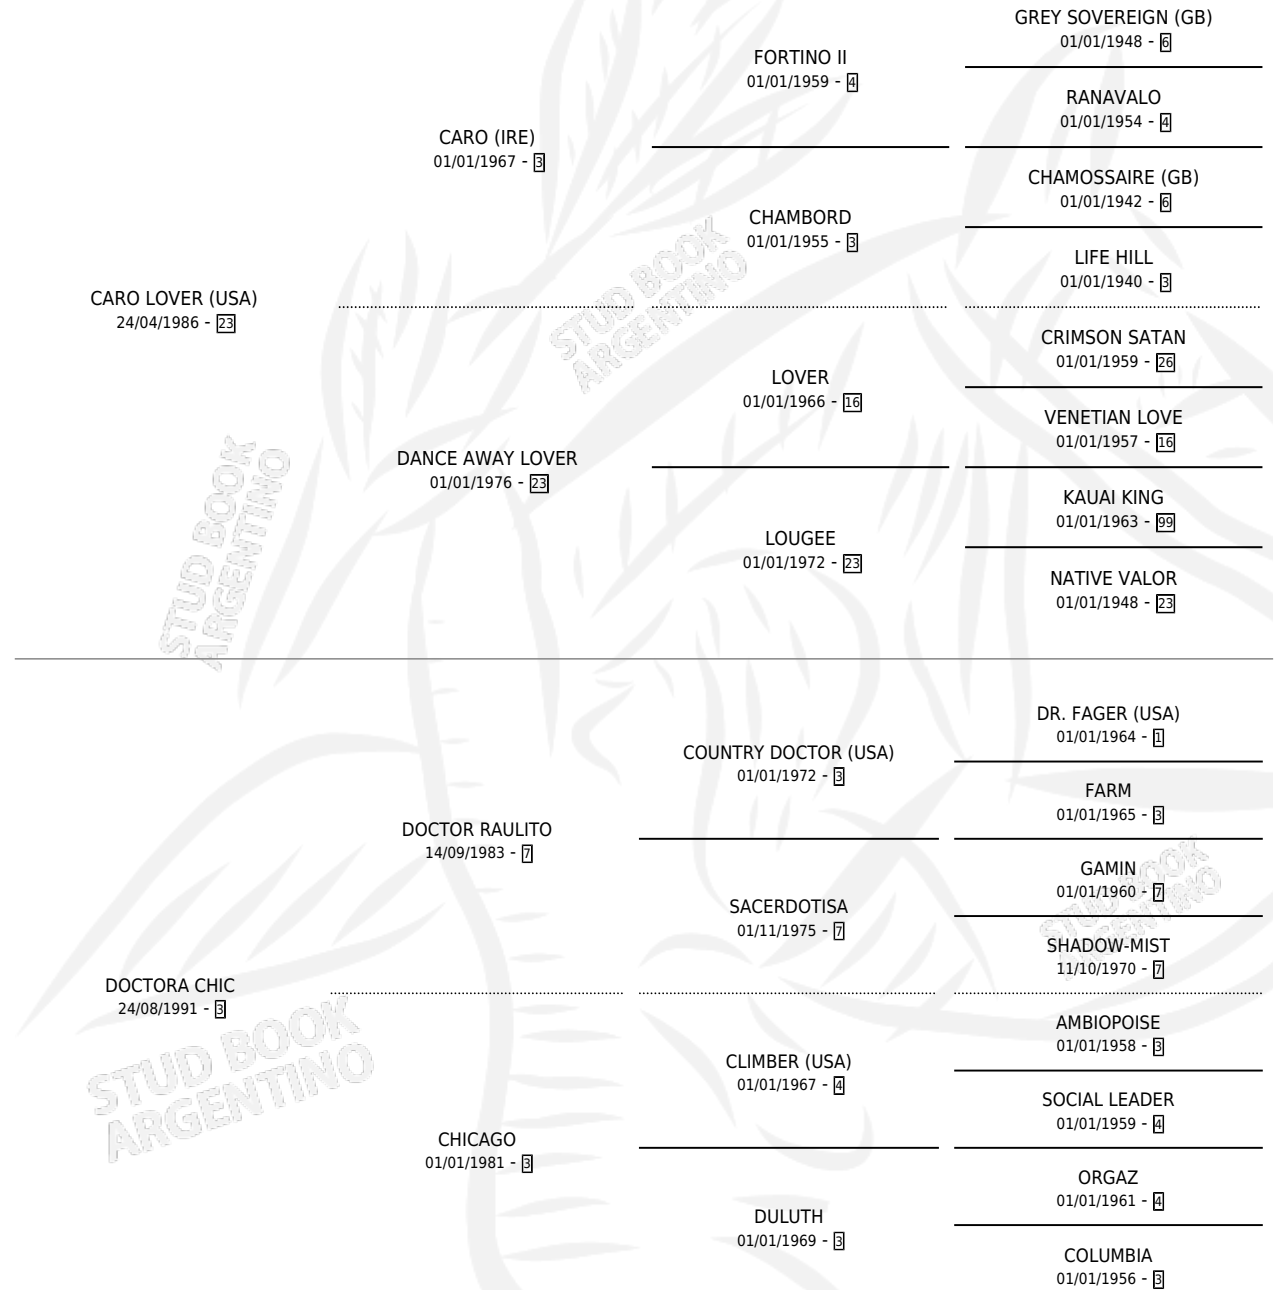 GREY SOVEREIGN (GB)
01/01/1948 - 6
FORTINO II
01/01/1959 - 4
RANAVALO
01/01/1954 - 4
CARO (IRE)
01/01/1967 - 3
CHAMOSSAIRE (GB)
01/01/1942 - 6
CHAMBORD
01/01/1955 - 3
LIFE HILL
01/01/1940 - 3
CARO LOVER (USA)
24/04/1986 - 23
CRIMSON SATAN
01/01/1959 - 26
LOVER
01/01/1966 - 16
VENETIAN LOVE
01/01/1957 - 16
DANCE AWAY LOVER
01/01/1976 - 23
KAUAI KING
01/01/1963 - 99
LOUGEE
01/01/1972 - 23
NATIVE VALOR
01/01/1948 - 23
DR. FAGER (USA)
01/01/1964 - 1
COUNTRY DOCTOR (USA)
01/01/1972 - 3
FARM
01/01/1965 - 3
DOCTOR RAULITO
14/09/1983 - 7
GAMIN
01/01/1960 - 7
SACERDOTISA
01/11/1975 - 7
SHADOW-MIST
11/10/1970 - 7
DOCTORA CHIC
24/08/1991 - 3
AMBIOPOISE
01/01/1958 - 3
CLIMBER (USA)
01/01/1967 - 4
SOCIAL LEADER
01/01/1959 - 4
CHICAGO
01/01/1981 - 3
ORGAZ
01/01/1961 - 4
DULUTH
01/01/1969 - 3
COLUMBIA
01/01/1956 - 3
STUD BOOK
ARGENTINO
STUD BOOK
ARGENTINO
STUD BOOK
ARGENTINO
STUD BOOK
ARGENTINO